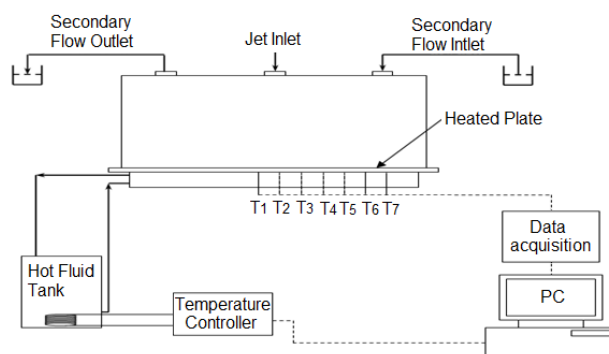 Secondary
Flow Outlet
Jet Inlet
Secondary
Flow Intlet
Heated Plate
T1 T2 T3 T4 T5 T6 T7
Data
acquisition
Hot Fluid
Tank
Temperature
Controller
PC